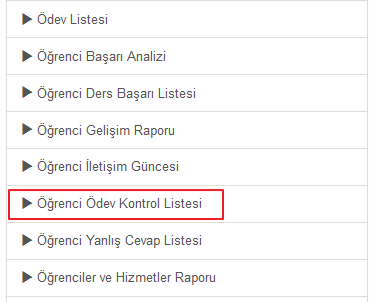 Ödev Listesi
Öğrenci Başarı Analizi
Öğrenci Ders Başarı Listesi
Öğrenci Gelişim Raporu
Öğrenci İletişim Güncesi
Öğrenci Ödev Kontrol Listesi
Öğrenci Yanlış Cevap Listesi
Öğrenciler ve Hizmetler Raporu